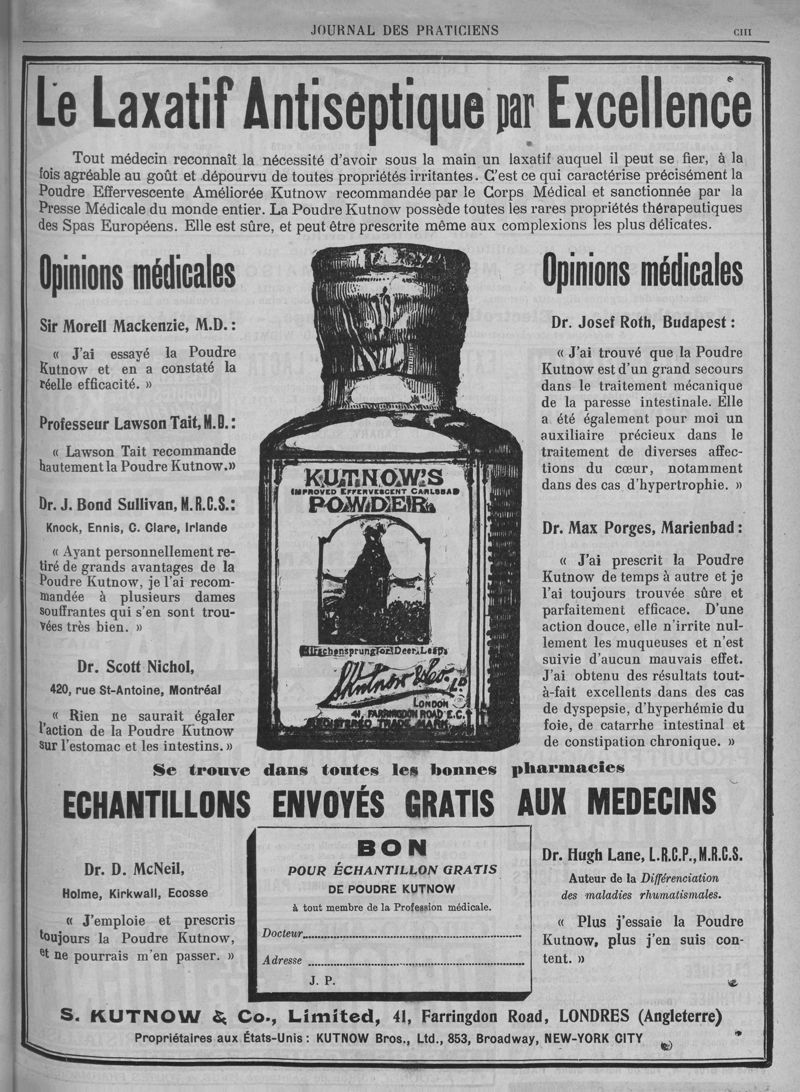 JOURNAL DES PRATICIENS
CIII
Le Laxatif Antiseptique par Excellence
Tout médecin reconnaît la nécessité d'avoir sous la main un laxatif auquel il peut se fier, à la
fois agréable au goût et dépourvu de toutes propriétés irritantes. C'est ce qui caractérise précisément la
Poudre Effervescente Améliorée Kutnow recommandée par le Corps Médical et sanctionnée par la
Presse Médicale du monde entier. La Poudre Kutnow possède toutes les rares propriétés thérapeutiques
des Spas Européens. Elle est sûre, et peut être prescrite même aux complexions les plus délicates.
Opinions médicales
Sir Morell Mackenzie, M.D. :
« J'ai essayé la Poudre
Kutnow et en a constaté la
réelle efficacité. »
Professeur Lawson Tait, M.D. :
« Lawson Tait recommande
hautement la Poudre Kutnow.»
Dr. J. Bond Sullivan, M.R.C.S. :
Knock, Ennis, C. Clare, Irlande
« Ayant personnellement re-
tiré de grands avantages de la
Poudre Kutnow, je l'ai recom-
mandée à plusieurs dames
souffrantes qui s'en sont trou-
vées très bien. »
Dr. Scott Nichol,
420, rue St-Antoine, Montréal
« Rien ne saurait égaler
l'action de la Poudre Kutnow
sur l'estomac et les intestins. »
KUTNOW'S
IMPROVED EFFERVESCENT CARLSBAD
POWDER
Hirschensprung or Deer Leap
S. Kutnow & Co. Ld
LONDON
41, FARRINGDON ROAD E.C.
REGISTERED TRADE MARK
Opinions médicales
Dr. Josef Roth, Budapest :
« J'ai trouvé que la Poudre
Kutnow est d'un grand secours
dans le traitement mécanique
de la paresse intestinale. Elle
a été également pour moi un
auxiliaire précieux dans le
traitement de diverses affec-
tions du cœur, notamment
dans des cas d'hypertrophie. »
Dr. Max Porges, Marienbad :
« J'ai prescrit la Poudre
Kutnow de temps à autre et je
l'ai toujours trouvée sûre et
parfaitement efficace. D'une
action douce, elle n'irrite nul-
lement les muqueuses et n'est
suivie d'aucun mauvais effet.
J'ai obtenu des résultats tout-
à-fait excellents dans des cas
de dyspepsie, d'hyperhémie du
foie, de catarrhe intestinal et
de constipation chronique. »
Se trouve dans toutes les bonnes pharmacies
ECHANTILLONS ENVOYÉS GRATIS AUX MEDECINS
Dr. D. McNeil,
Holme, Kirkwall, Ecosse
« J'emploie et prescris
toujours la Poudre Kutnow,
et ne pourrais m'en passer. »
BON
POUR ÉCHANTILLON GRATIS
DE POUDRE KUTNOW
à tout membre de la Profession médicale.
Docteur
Adresse
J. P.
Dr. Hugh Lane, L.R.C.P., M.R.C.S.
Auteur de la Différenciation
des maladies rhumatismales.
« Plus j'essaie la Poudre
Kutnow, plus j'en suis con-
tent. »
S. KUTNOW & Co., Limited, 41, Farringdon Road, LONDRES (Angleterre)
Propriétaires aux États-Unis : KUTNOW Bros., Ltd., 853, Broadway, NEW-YORK CITY